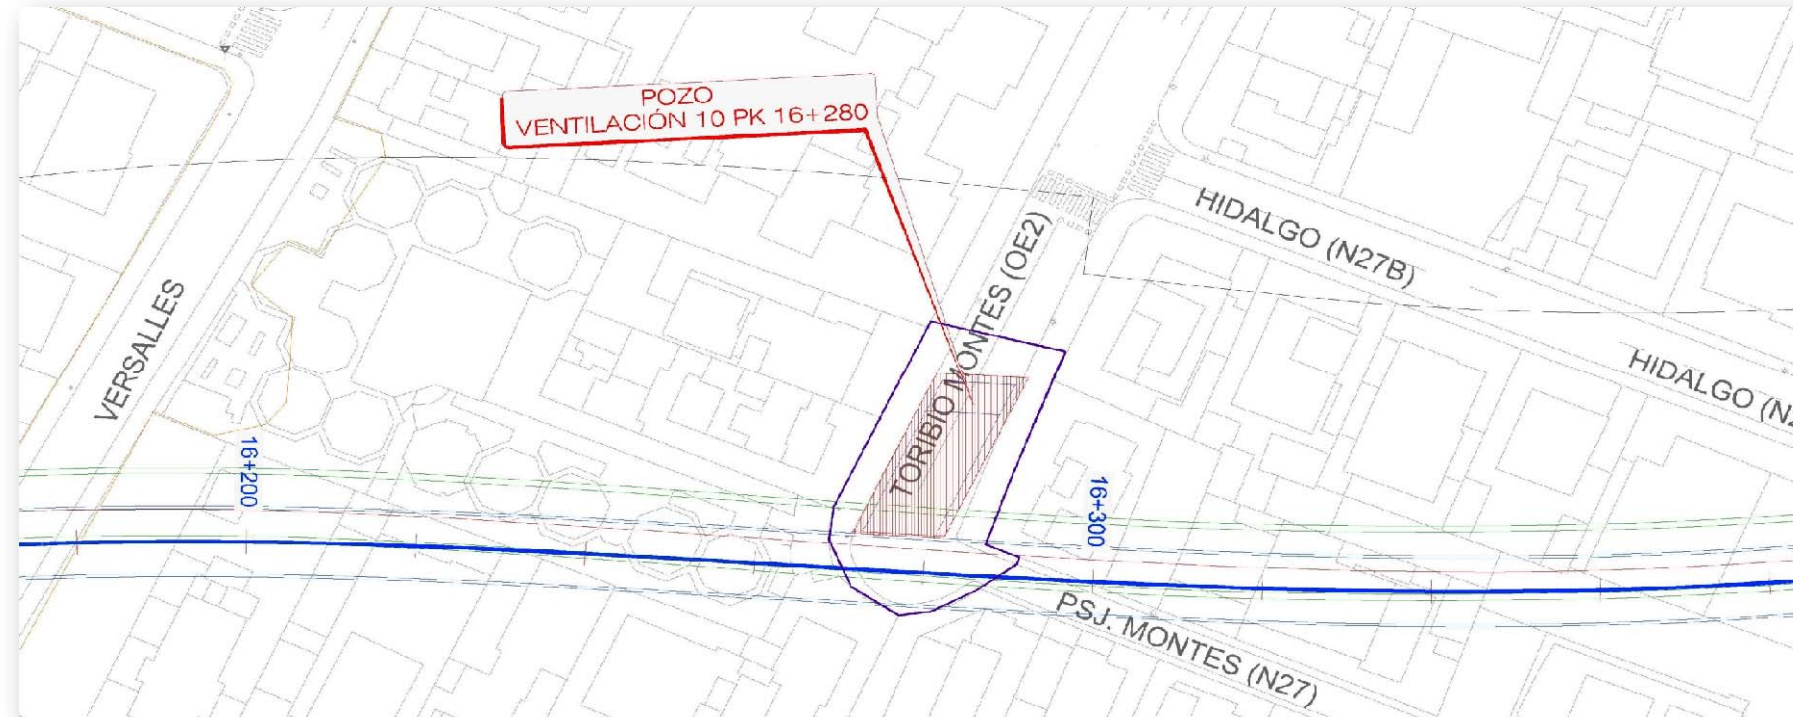 POZO
VENTILACIÓN 10 PK 16+280
HIDALGO (N27B)
TORIBIO MONTES (OE2)
VERSALLES
HIDALGO (N2
16+200
16+300
PSJ. MONTES (N27)